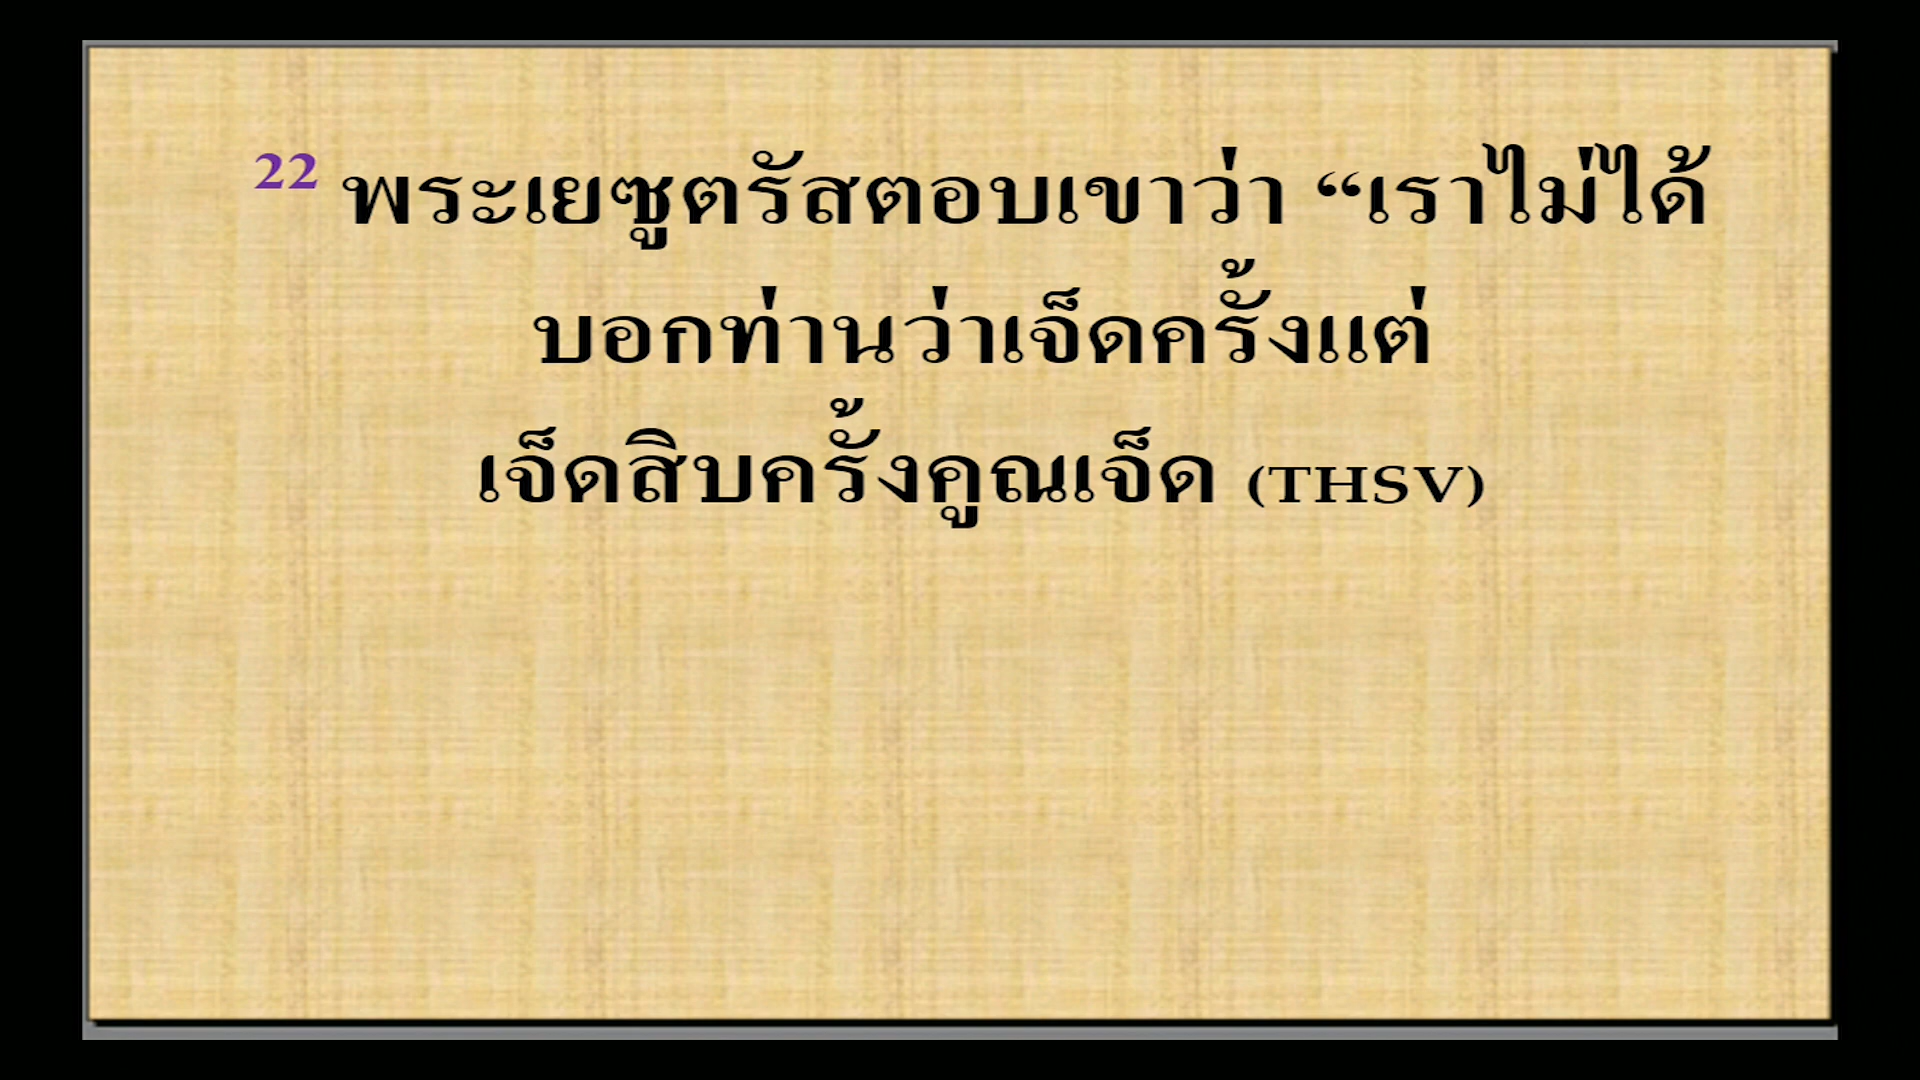 22 พระเยซูตรัสตอบเขาว่า “เราไม่ได้
บอกท่านว่าเจ็ดครั้งแต่
เจ็ดสิบครั้งคูณเจ็ด (THSV)